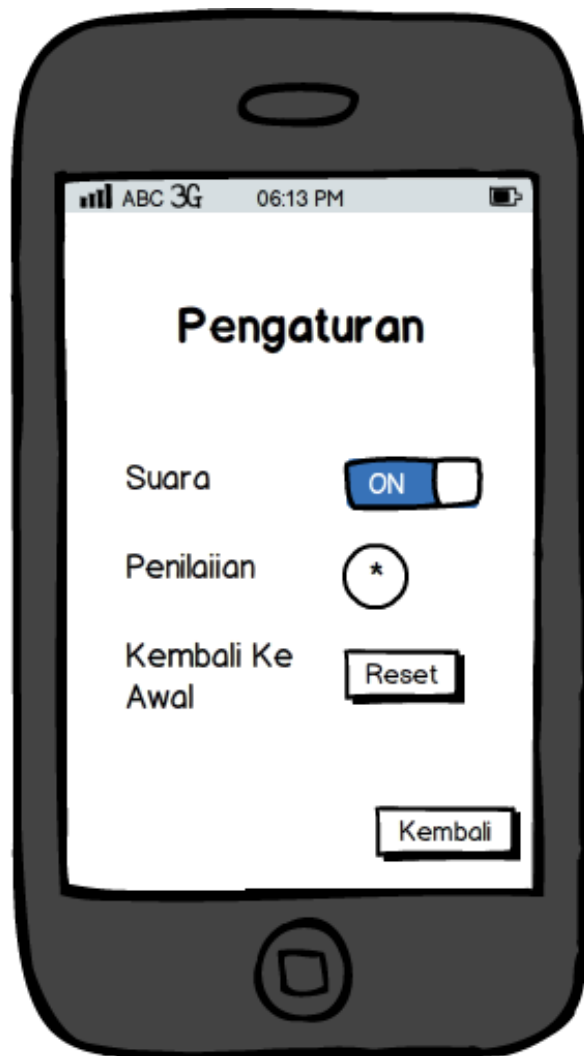 ABC 3G 06:13 PM
Pengaturan
Suara ON
Penilaiian *
Kembali Ke
Awal
Reset
Kembali